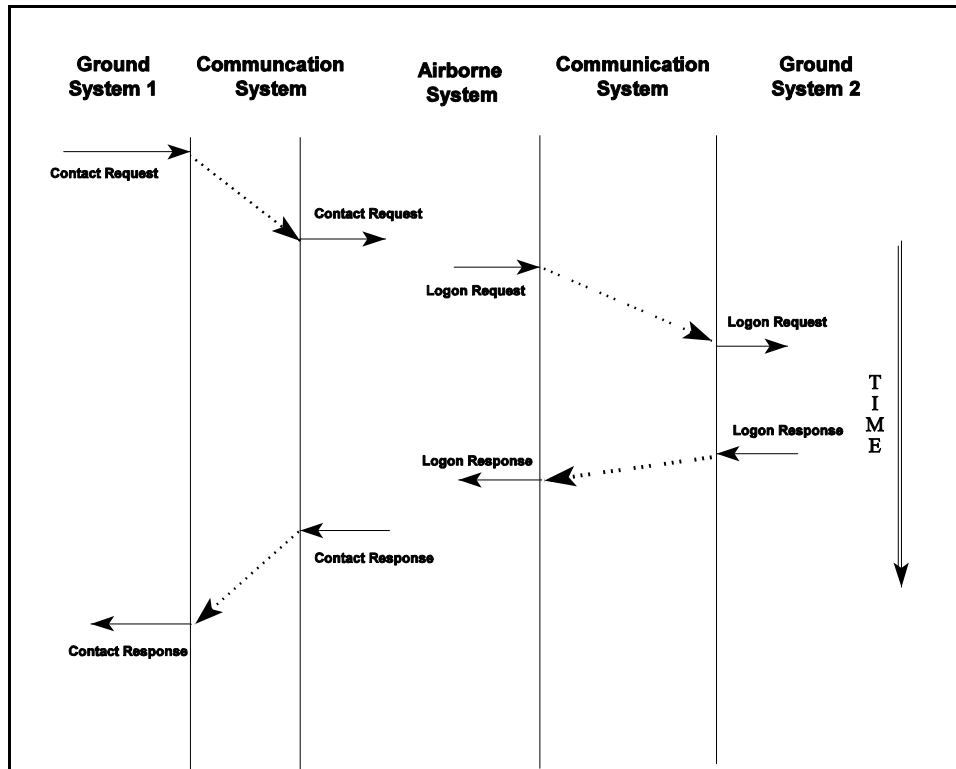 Ground
System 1
Communcation
System
Airborne
System
Communication
System
Ground
System 2
Contact Request
Contact Request
Logon Request
Logon Request
TIME
Logon Response
Logon Response
Contact Response
Contact Response